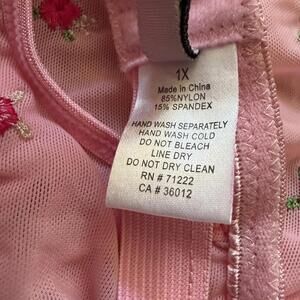 1X
Made in China
85%NYLON
15% SPANDEX
HAND WASH SEPARATELY
HAND WASH COLD
DO NOT BLEACH
LINE DRY
DO NOT DRY CLEAN
RN # 71222
CA # 36012